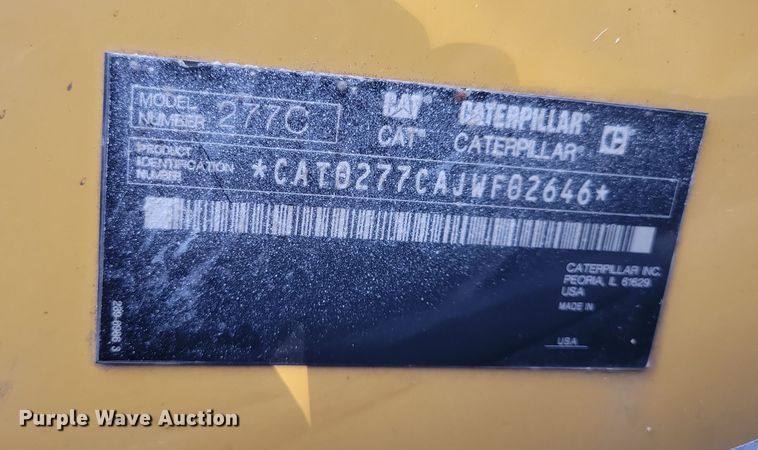 MODEL NUMBER 277C
CAT CATERPILLAR C
CAT® CATERPILLAR®
PRODUCT IDENTIFICATION NUMBER *CAT0277CAJWF02646*
CATERPILLAR INC.
PEORIA, IL 61629
USA
MADE IN
USA
Purple Wave Auction